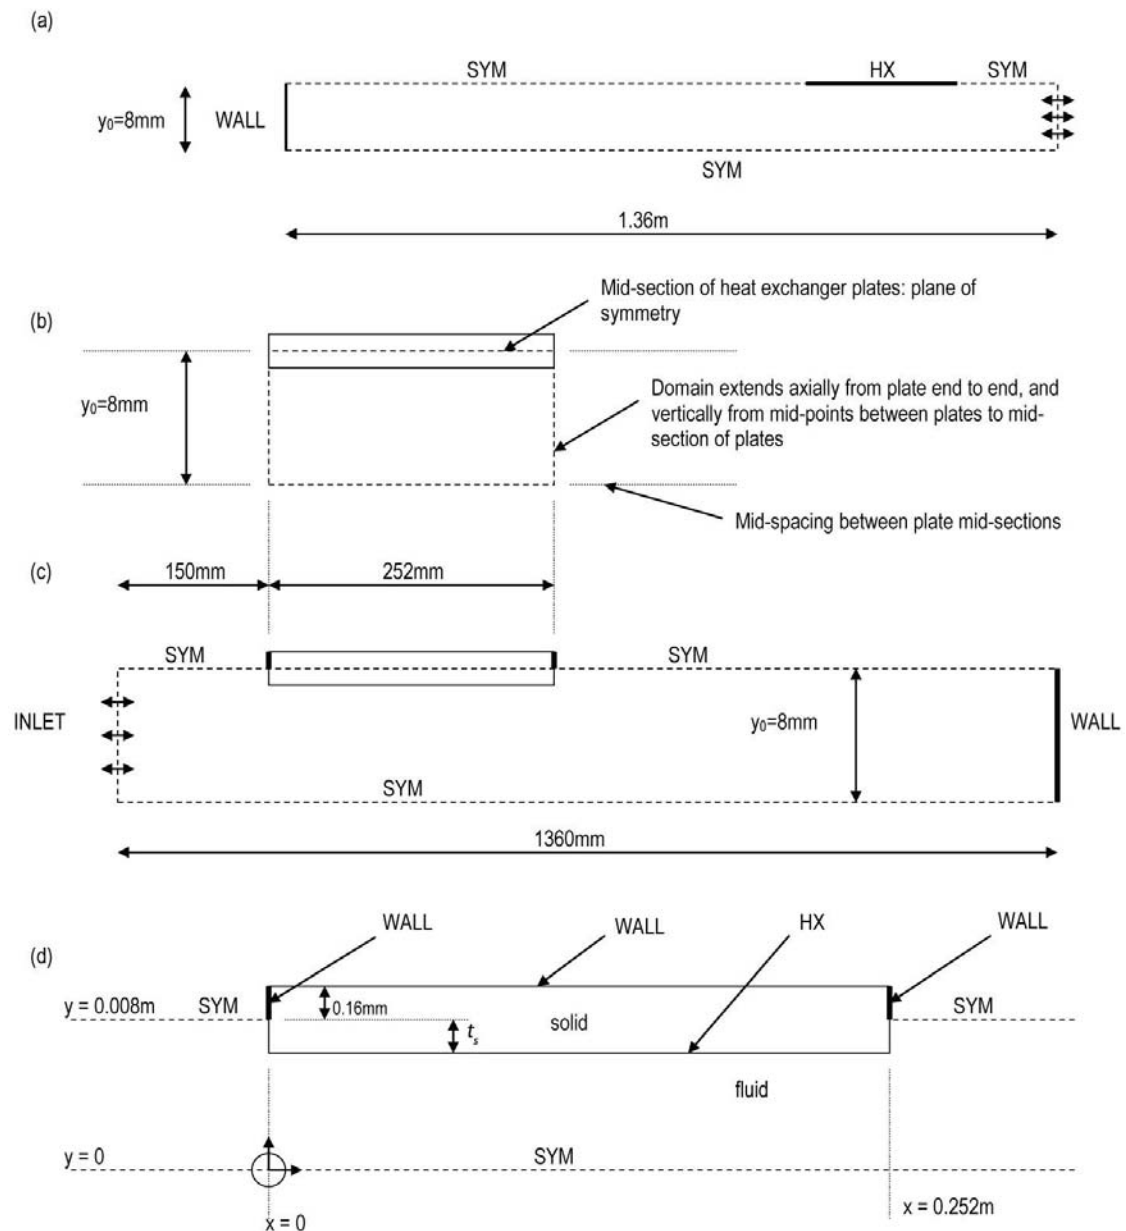 (a)
SYM
HX
SYM
y₀=8mm
WALL
SYM
1.36m
(b)
Mid-section of heat exchanger plates: plane of
symmetry
y₀=8mm
Domain extends axially from plate end to end, and
vertically from mid-points between plates to mid-
section of plates
Mid-spacing between plate mid-sections
(c)
150mm
252mm
SYM
SYM
INLET
y₀=8mm
WALL
SYM
1360mm
(d)
WALL
WALL
HX
WALL
y = 0.008m
SYM
0.16mm
solid
SYM
tₛ
fluid
y = 0
SYM
x = 0
x = 0.252m